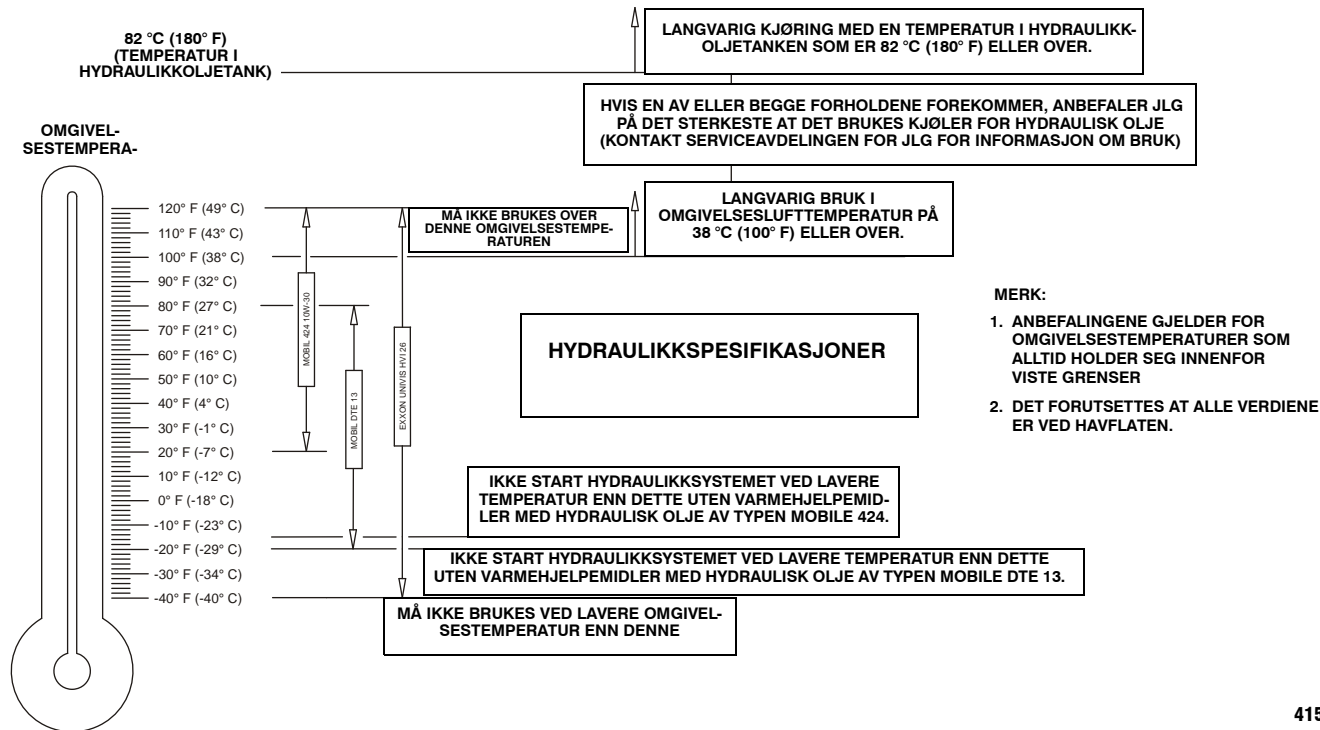 82 °C (180° F)
(TEMPERATUR I
HYDRAULIKKOLJETANK)
LANGVARIG KJØRING MED EN TEMPERATUR I HYDRAULIKK-
OLJETANKEN SOM ER 82 °C (180° F) ELLER OVER.
HVIS EN AV ELLER BEGGE FORHOLDENE FOREKOMMER, ANBEFALER JLG
PÅ DET STERKESTE AT DET BRUKES KJØLER FOR HYDRAULISK OLJE
(KONTAKT SERVICEAVDELINGEN FOR JLG FOR INFORMASJON OM BRUK)
OMGIVEL-
SESTEMPERA-
120° F (49° C)
110° F (43° C)
100° F (38° C)
90° F (32° C)
80° F (27° C)
70° F (21° C)
60° F (16° C)
50° F (10° C)
40° F (4° C)
30° F (-1° C)
20° F (-7° C)
10° F (-12° C)
0° F (-18° C)
-10° F (-23° C)
-20° F (-29° C)
-30° F (-34° C)
-40° F (-40° C)
MOBIL 424 10W-30
MOBIL DTE 13
EXXON UNIVIS HVI 26
MÅ IKKE BRUKES OVER
DENNE OMGIVELSESTEMPE-
RATUREN
LANGVARIG BRUK I
OMGIVELSESLUFTTEMPERATUR PÅ
38 °C (100° F) ELLER OVER.
HYDRAULIKKSPESIFIKASJONER
MERK:
1. ANBEFALINGENE GJELDER FOR
OMGIVELSESTEMPERATURER SOM
ALLTID HOLDER SEG INNENFOR
VISTE GRENSER
2. DET FORUTSETTES AT ALLE VERDIENE
ER VED HAVFLATEN.
IKKE START HYDRAULIKKSYSTEMET VED LAVERE
TEMPERATUR ENN DETTE UTEN VARMEHJELPEMID-
LER MED HYDRAULISK OLJE AV TYPEN MOBILE 424.
IKKE START HYDRAULIKKSYSTEMET VED LAVERE TEMPERATUR ENN DETTE
UTEN VARMEHJELPEMIDLER MED HYDRAULISK OLJE AV TYPEN MOBILE DTE 13.
MÅ IKKE BRUKES VED LAVERE OMGIVEL-
SESTEMPERATUR ENN DENNE